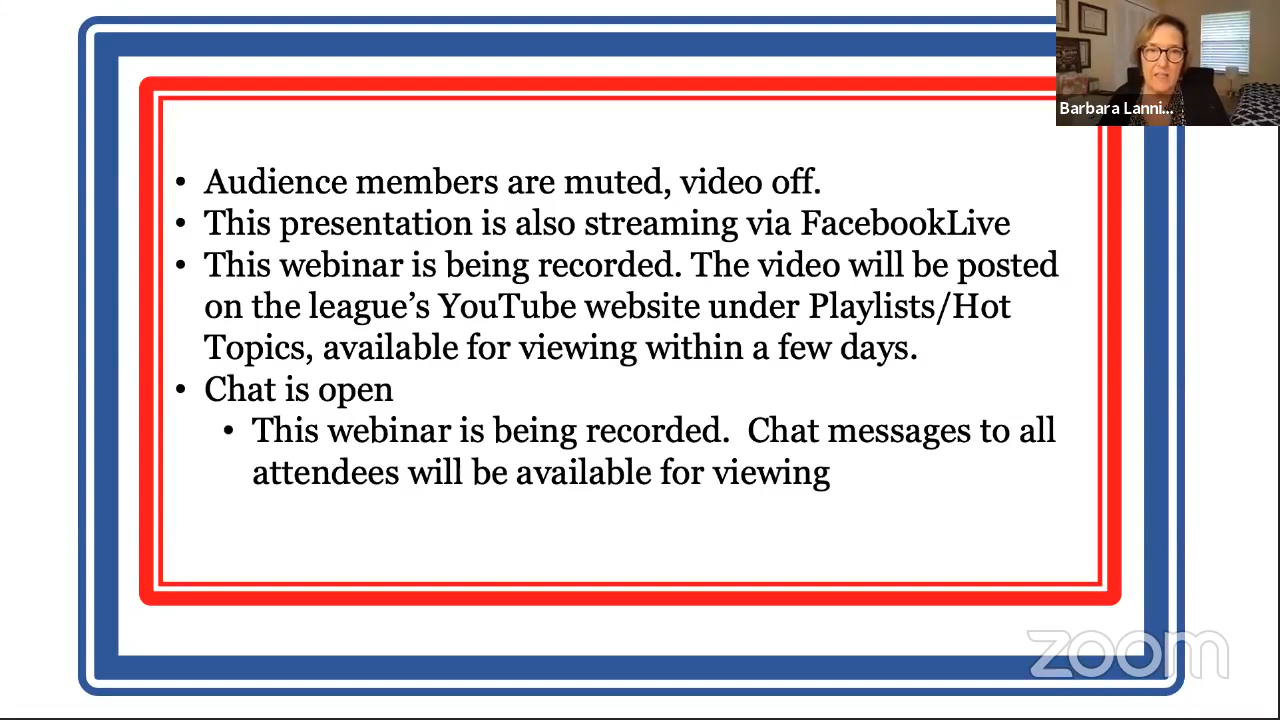 Barbara Lanni...
• Audience members are muted, video off.
• This presentation is also streaming via FacebookLive
• This webinar is being recorded. The video will be posted
on the league's YouTube website under Playlists/Hot
Topics, available for viewing within a few days.
• Chat is open
• This webinar is being recorded.  Chat messages to all
attendees will be available for viewing
zoom